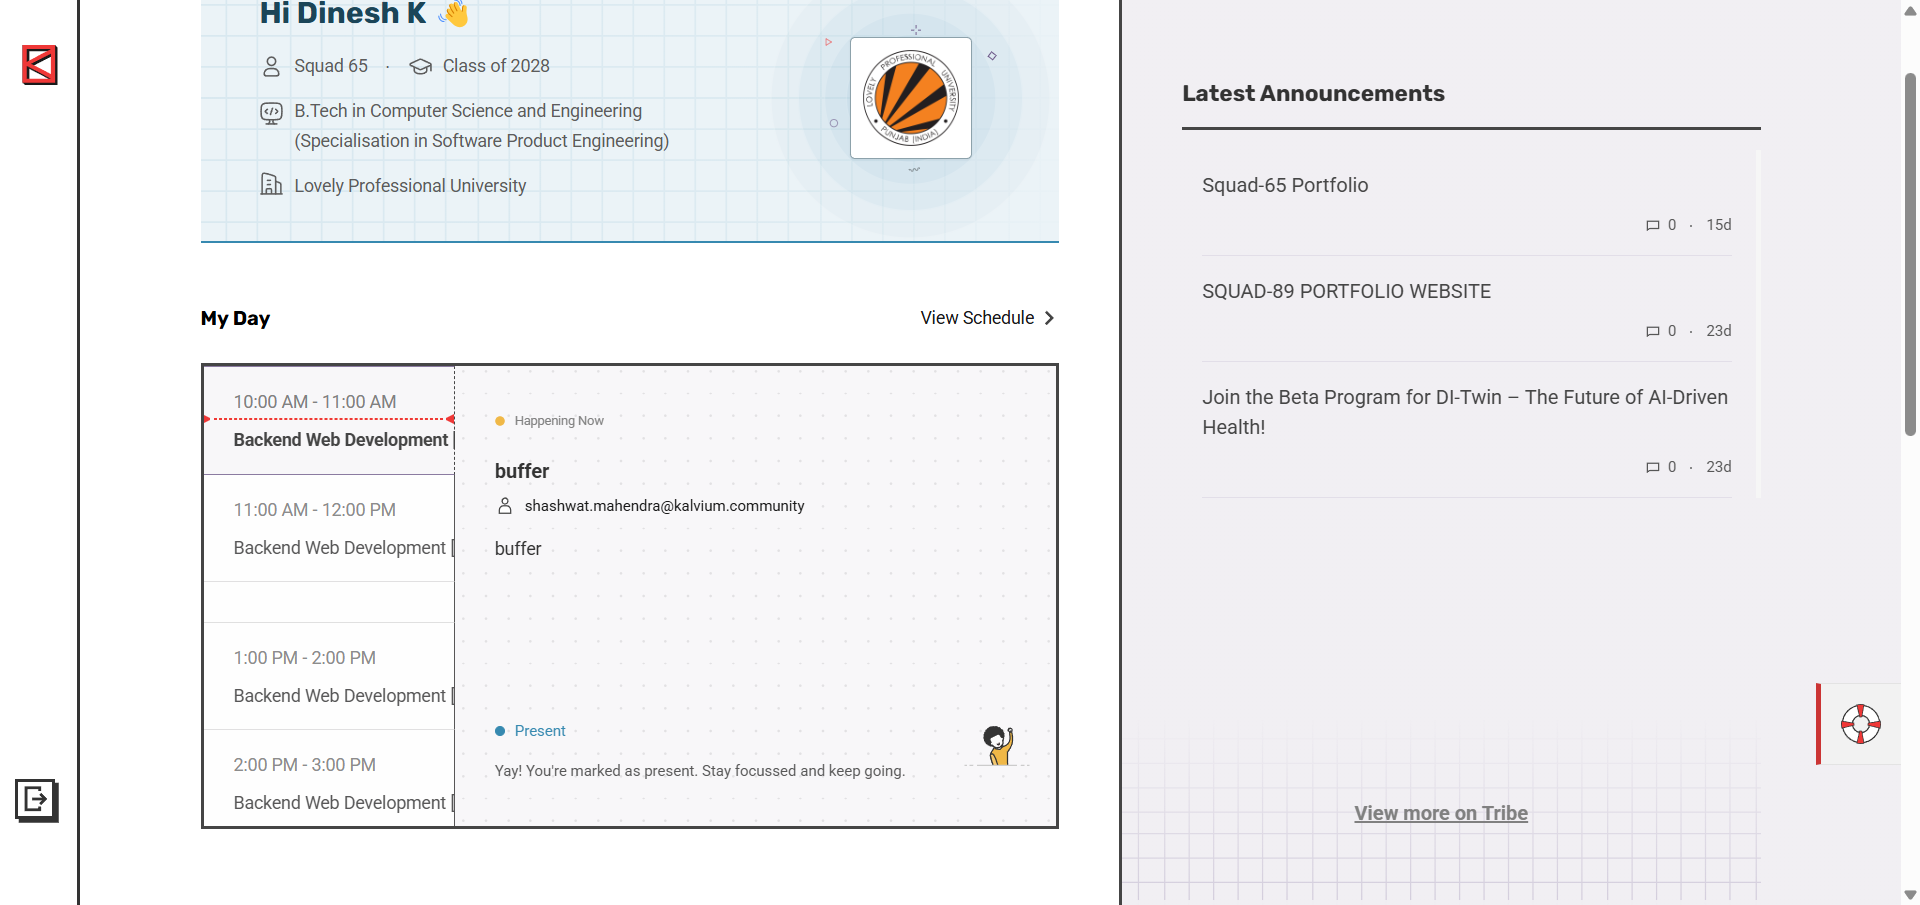 Hi Dinesh K 👋
Squad 65 · Class of 2028
B.Tech in Computer Science and Engineering
(Specialisation in Software Product Engineering)
Lovely Professional University
LOVELY PROFESSIONAL UNIVERSITY
PUNJAB (INDIA)
My Day
View Schedule
10:00 AM - 11:00 AM
Backend Web Development [
11:00 AM - 12:00 PM
Backend Web Development [
1:00 PM - 2:00 PM
Backend Web Development [
2:00 PM - 3:00 PM
Backend Web Development [
Happening Now
buffer
shashwat.mahendra@kalvium.community
buffer
Present
Yay! You're marked as present. Stay focussed and keep going.
Latest Announcements
Squad-65 Portfolio
0 · 15d
SQUAD-89 PORTFOLIO WEBSITE
0 · 23d
Join the Beta Program for DI-Twin – The Future of AI-Driven
Health!
0 · 23d
View more on Tribe